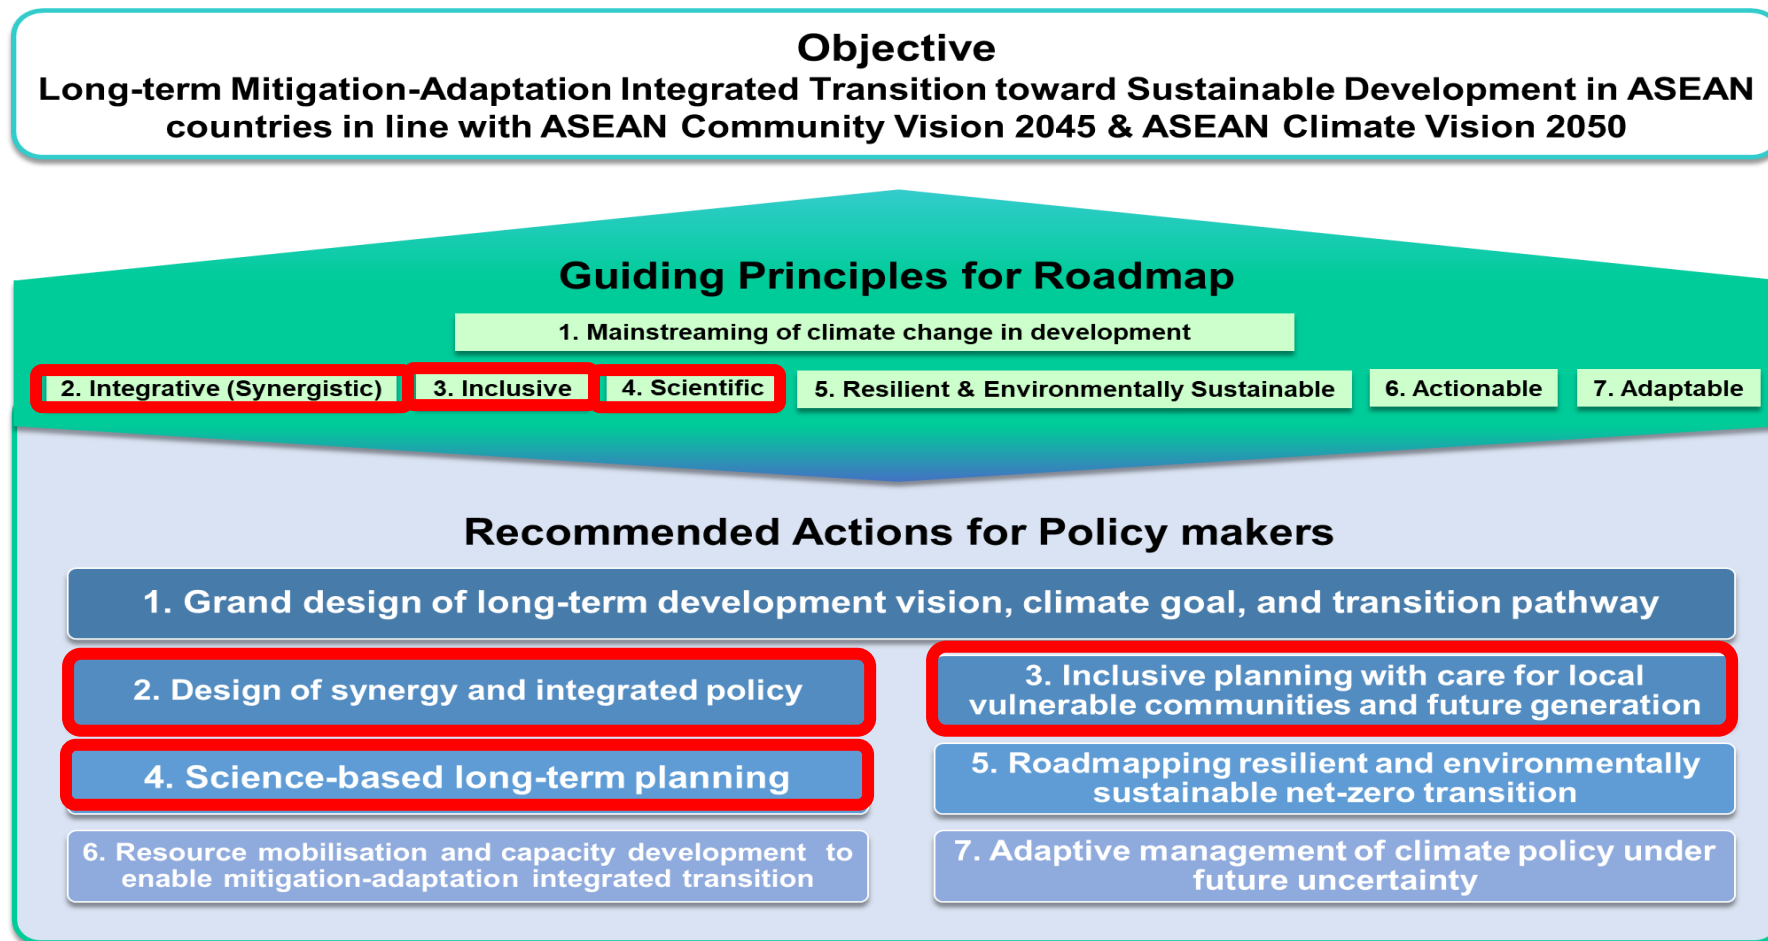 Objective
Long-term Mitigation-Adaptation Integrated Transition toward Sustainable Development in ASEAN
countries in line with ASEAN Community Vision 2045 & ASEAN Climate Vision 2050
Guiding Principles for Roadmap
1. Mainstreaming of climate change in development
2. Integrative (Synergistic)
3. Inclusive
4. Scientific
5. Resilient & Environmentally Sustainable
6. Actionable
7. Adaptable
Recommended Actions for Policy makers
1. Grand design of long-term development vision, climate goal, and transition pathway
2. Design of synergy and integrated policy
3. Inclusive planning with care for local
vulnerable communities and future generation
4. Science-based long-term planning
5. Roadmapping resilient and environmentally
sustainable net-zero transition
6. Resource mobilisation and capacity development to
enable mitigation-adaptation integrated transition
7. Adaptive management of climate policy under
future uncertainty